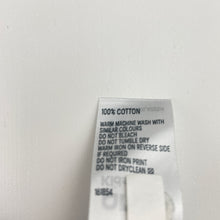 100% COTTON
WARM MACHINE WASH WITH
SIMILAR COLOURS
DO NOT BLEACH
DO NOT TUMBLE DRY
WARM IRON ON REVERSE SIDE
IF REQUIRED
DO NOT IRON PRINT
DO NOT DRYCLEAN
161854